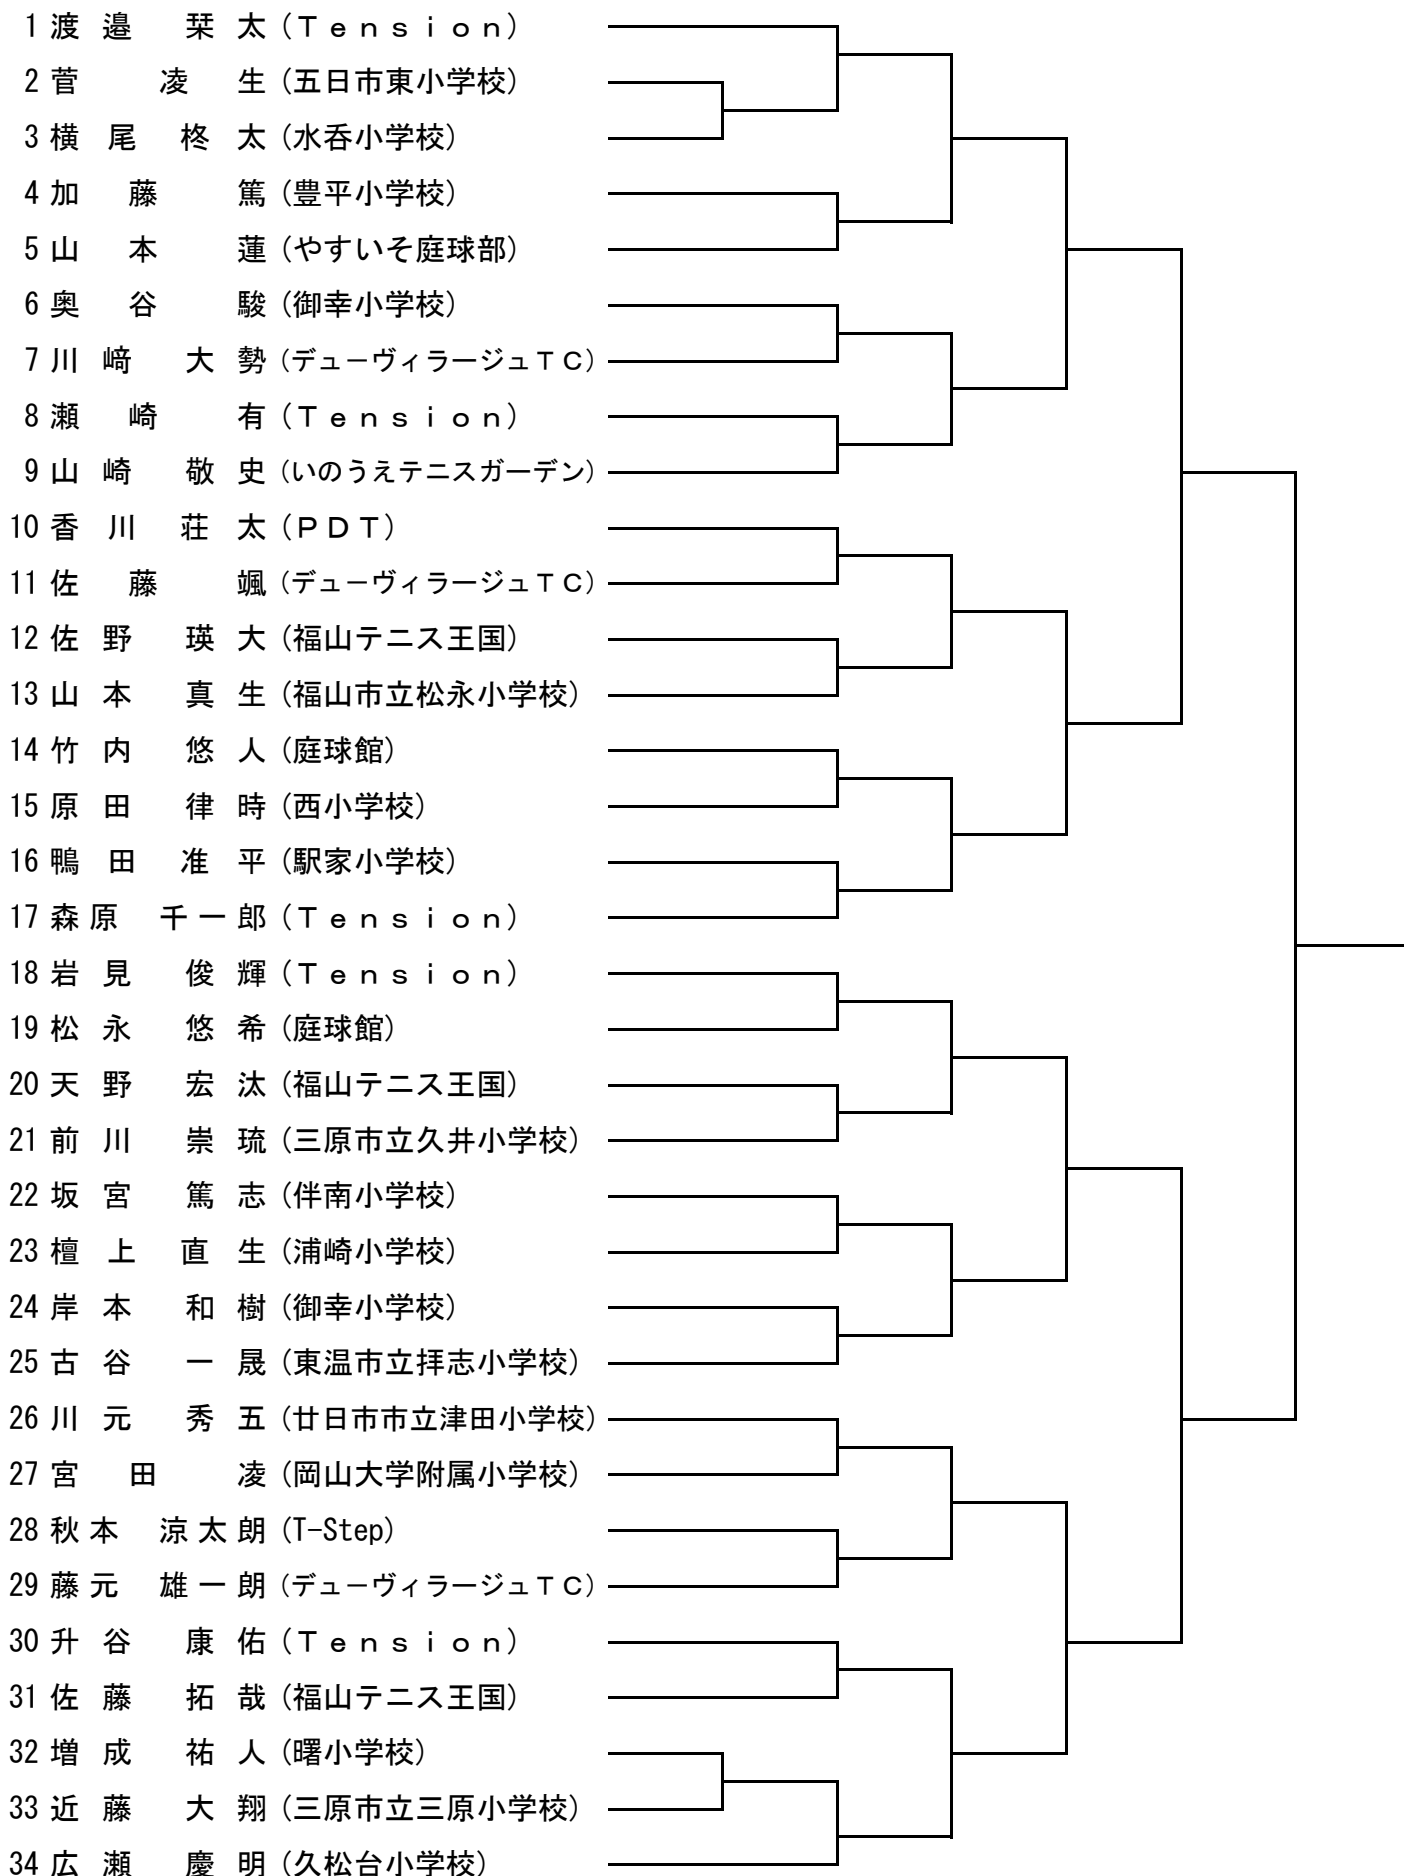 1 渡邉 栞太 (Tension)
2 菅 凌生 (五日市東小学校)
3 横尾 柊太 (水呑小学校)
4 加藤 篤 (豊平小学校)
5 山本 蓮 (やすいそ庭球部)
6 奥谷 駿 (御幸小学校)
7 川﨑 大勢 (デューヴィラージュTC)
8 瀬崎 有 (Tension)
9 山崎 敬史 (いのうえテニスガーデン)
10 香川 荘太 (PDT)
11 佐藤 颯 (デューヴィラージュTC)
12 佐野 瑛大 (福山テニス王国)
13 山本 真生 (福山市立松永小学校)
14 竹内 悠人 (庭球館)
15 原田 律時 (西小学校)
16 鴨田 准平 (駅家小学校)
17 森原 千一郎 (Tension)
18 岩見 俊輝 (Tension)
19 松永 悠希 (庭球館)
20 天野 宏汰 (福山テニス王国)
21 前川 崇琉 (三原市立久井小学校)
22 坂宮 篤志 (伴南小学校)
23 檀上 直生 (浦崎小学校)
24 岸本 和樹 (御幸小学校)
25 古谷 一晟 (東温市立拝志小学校)
26 川元 秀五 (廿日市市立津田小学校)
27 宮田 凌 (岡山大学附属小学校)
28 秋本 涼太朗 (T-Step)
29 藤元 雄一朗 (デューヴィラージュTC)
30 升谷 康佑 (Tension)
31 佐藤 拓哉 (福山テニス王国)
32 増成 祐人 (曙小学校)
33 近藤 大翔 (三原市立三原小学校)
34 広瀬 慶明 (久松台小学校)